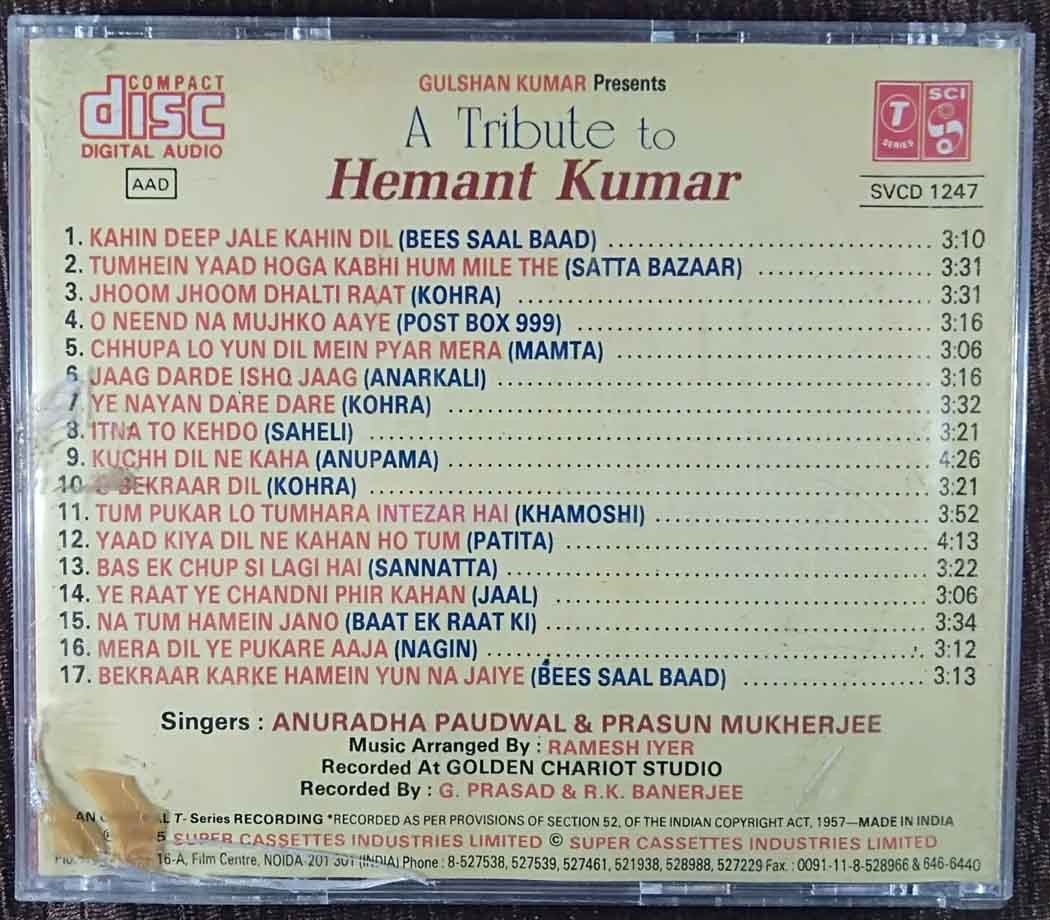 COMPACT
disc
DIGITAL AUDIO
AAD
GULSHAN KUMAR Presents
A Tribute to
Hemant Kumar
T
SERIES
SCI
SVCD 1247
1. KAHIN DEEP JALE KAHIN DIL (BEES SAAL BAAD) 3:10
2. TUMHEIN YAAD HOGA KABHI HUM MILE THE (SATTA BAZAAR) 3:31
3. JHOOM JHOOM DHALTI RAAT (KOHRA) 3:31
4. O NEEND NA MUJHKO AAYE (POST BOX 999) 3:16
5. CHHUPA LO YUN DIL MEIN PYAR MERA (MAMTA) 3:06
6. JAAG DARDE ISHQ JAAG (ANARKALI) 3:16
7. YE NAYAN DARE DARE (KOHRA) 3:32
8. ITNA TO KEHDO (SAHELI) 3:21
9. KUCHH DIL NE KAHA (ANUPAMA) 4:26
10. BEKRAAR DIL (KOHRA) 3:21
11. TUM PUKAR LO TUMHARA INTEZAR HAI (KHAMOSHI) 3:52
12. YAAD KIYA DIL NE KAHAN HO TUM (PATITA) 4:13
13. BAS EK CHUP SI LAGI HAI (SANNATTA) 3:22
14. YE RAAT YE CHANDNI PHIR KAHAN (JAAL) 3:06
15. NA TUM HAMEIN JANO (BAAT EK RAAT KI) 3:34
16. MERA DIL YE PUKARE AAJA (NAGIN) 3:12
17. BEKRAAR KARKE HAMEIN YUN NA JAIYE (BEES SAAL BAAD) 3:13
Singers : ANURADHA PAUDWAL & PRASUN MUKHERJEE
Music Arranged By : RAMESH IYER
Recorded At GOLDEN CHARIOT STUDIO
Recorded By : G. PRASAD & R.K. BANERJEE
AN T- Series RECORDING *RECORDED AS PER PROVISIONS OF SECTION 52, OF THE INDIAN COPYRIGHT ACT, 1957—MADE IN INDIA
SUPER CASSETTES INDUSTRIES LIMITED © SUPER CASSETTES INDUSTRIES LIMITED
16-A, Film Centre, NOIDA-201 301 (INDIA) Phone : 8-527538, 527539, 527461, 521938, 528988, 527229 Fax. : 0091-11-8-528966 & 646-6440